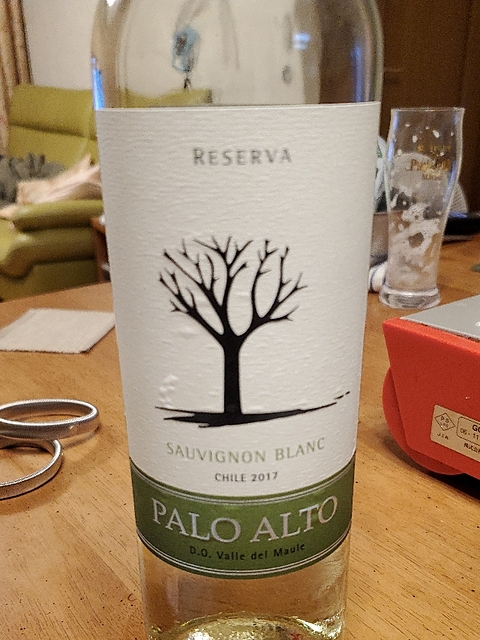 RESERVA
SAUVIGNON BLANC
CHILE 2017
PALO ALTO
D.O. Valle del Maule